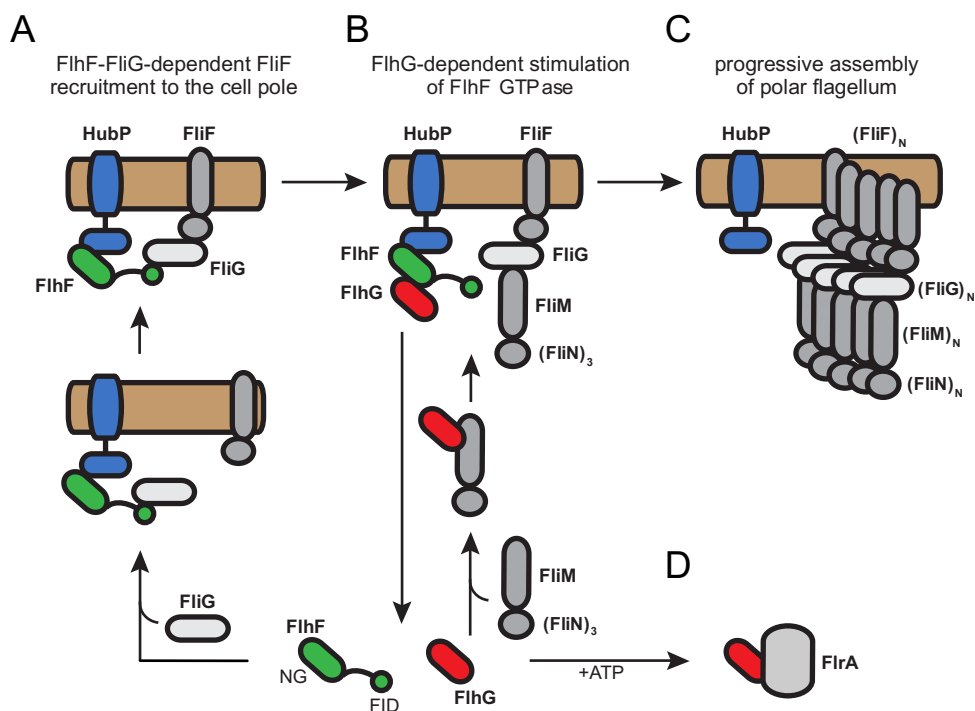 A
FlhF-FliG-dependent FliF
recruitment to the cell pole
HubP
FliF
FlhF
FliG
FliG
B
FlhG-dependent stimulation
of FlhF GTPase
HubP
FliF
FlhF
FliG
FlhG
FliM
(FliN)3
FliM
(FliN)3
FlhF
NG
FID
FlhG
C
progressive assembly
of polar flagellum
HubP
(FliF)N
(FliG)N
(FliM)N
(FliN)N
D
+ATP
FlrA